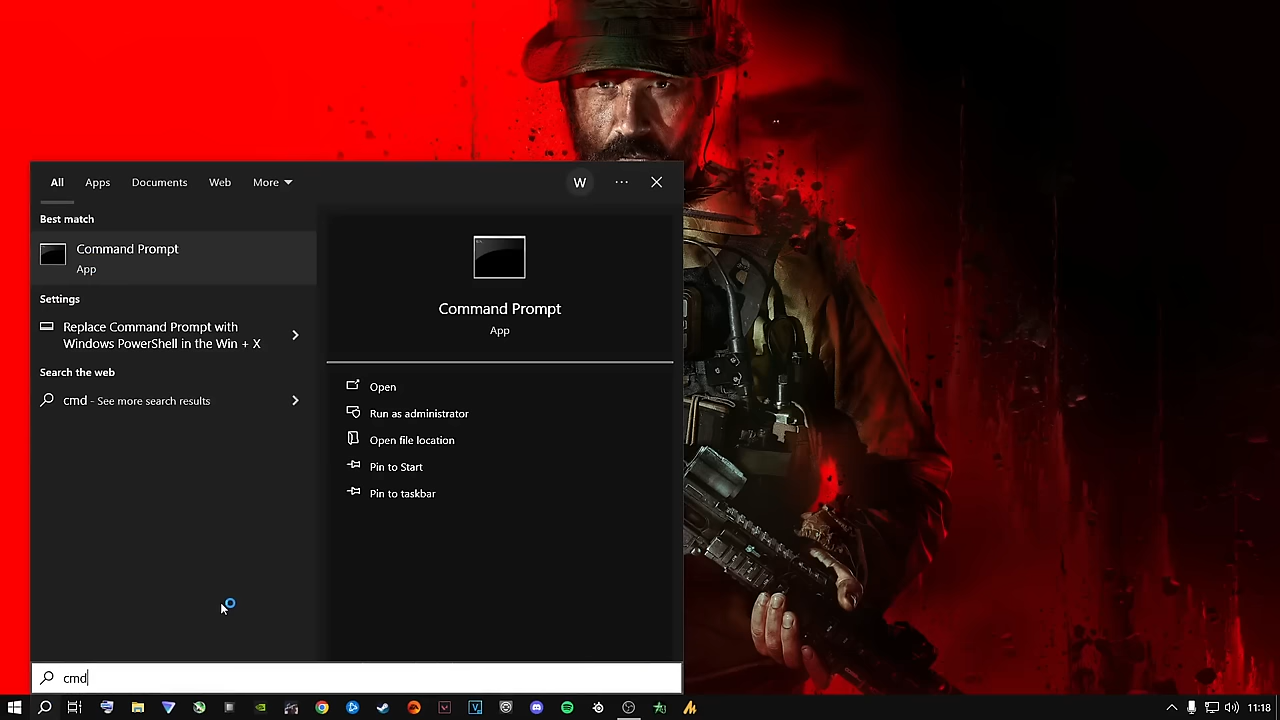 All Apps Documents Web More W
Best match
Command Prompt
App
Settings
Replace Command Prompt with
Windows PowerShell in the Win + X
Search the web
cmd - See more search results
Command Prompt
App
Open
Run as administrator
Open file location
Pin to Start
Pin to taskbar
cmd
11:18